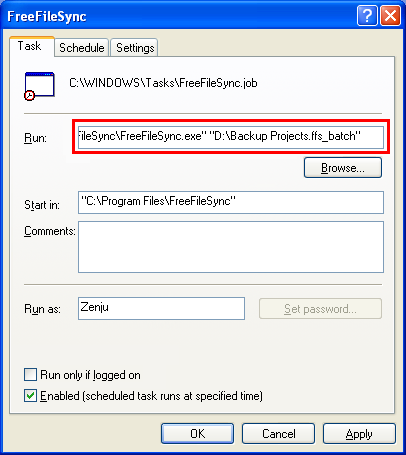 FreeFileSync
Task Schedule Settings
C:\WINDOWS\Tasks\FreeFileSync.job
Run: ileSync\FreeFileSync.exe" "D:\Backup Projects.ffs_batch"
Browse...
Start in: "C:\Program Files\FreeFileSync"
Comments:
Run as: Zenju Set password...
Run only if logged on
Enabled (scheduled task runs at specified time)
OK Cancel Apply